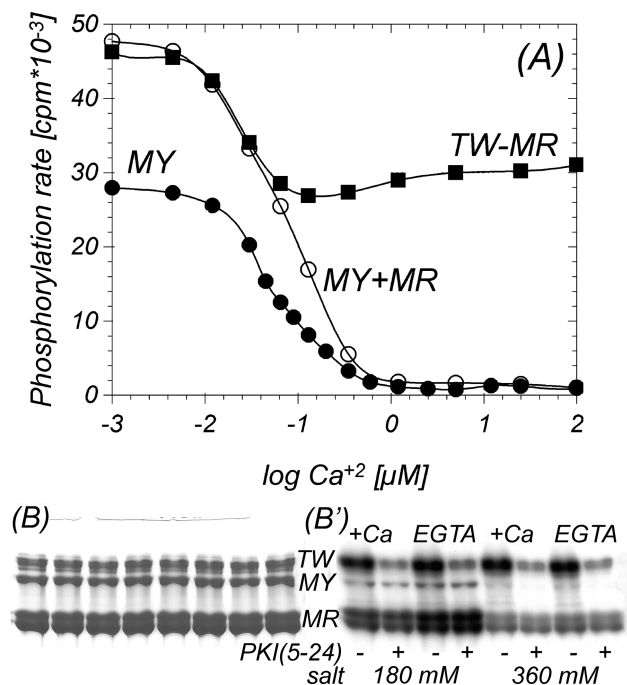 50
(A)
40
TW-MR
30
MY
20
MY+MR
10
0
Phosphorylation rate [cpm*10-3)
-3 -2 -1 0 1 2
log Ca+2 [µM]
(B) (B')
+Ca EGTA +Ca EGTA
TW
MY
MR
PKI(5-24) - + - + - + - +
salt 180 mM 360 mM